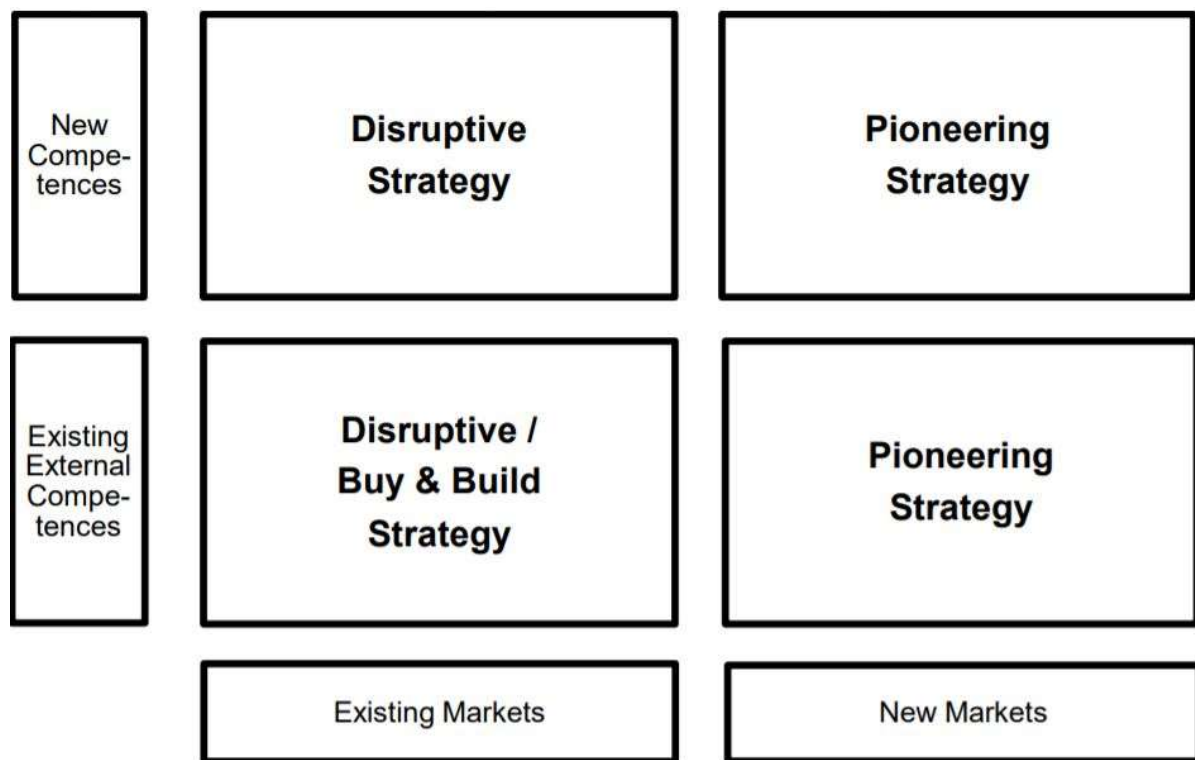 New
Compe-
tences
Disruptive
Strategy
Pioneering
Strategy
Existing
External
Compe-
tences
Disruptive /
Buy & Build
Strategy
Pioneering
Strategy
Existing Markets
New Markets